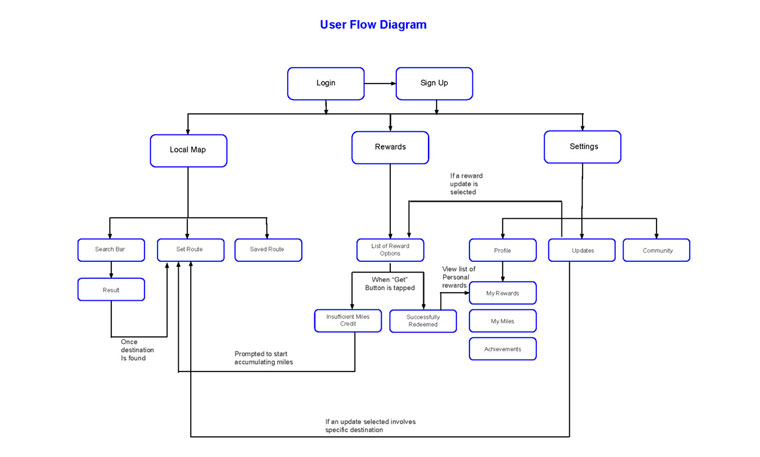 User Flow Diagram
Login
Sign Up
Local Map
Rewards
Settings
If a reward
update is
selected
Search Bar
Set Route
Saved Route
List of Reward
Options
Profile
Updates
Community
When "Get"
Button is tapped
View list of
Personal
rewards
Result
My Rewards
Insufficient Miles
Credit
Successfully
Redeemed
My Miles
Once
destination
Is found
Prompted to start
accumulating miles
Achievements
If an update selected involves
specific destination